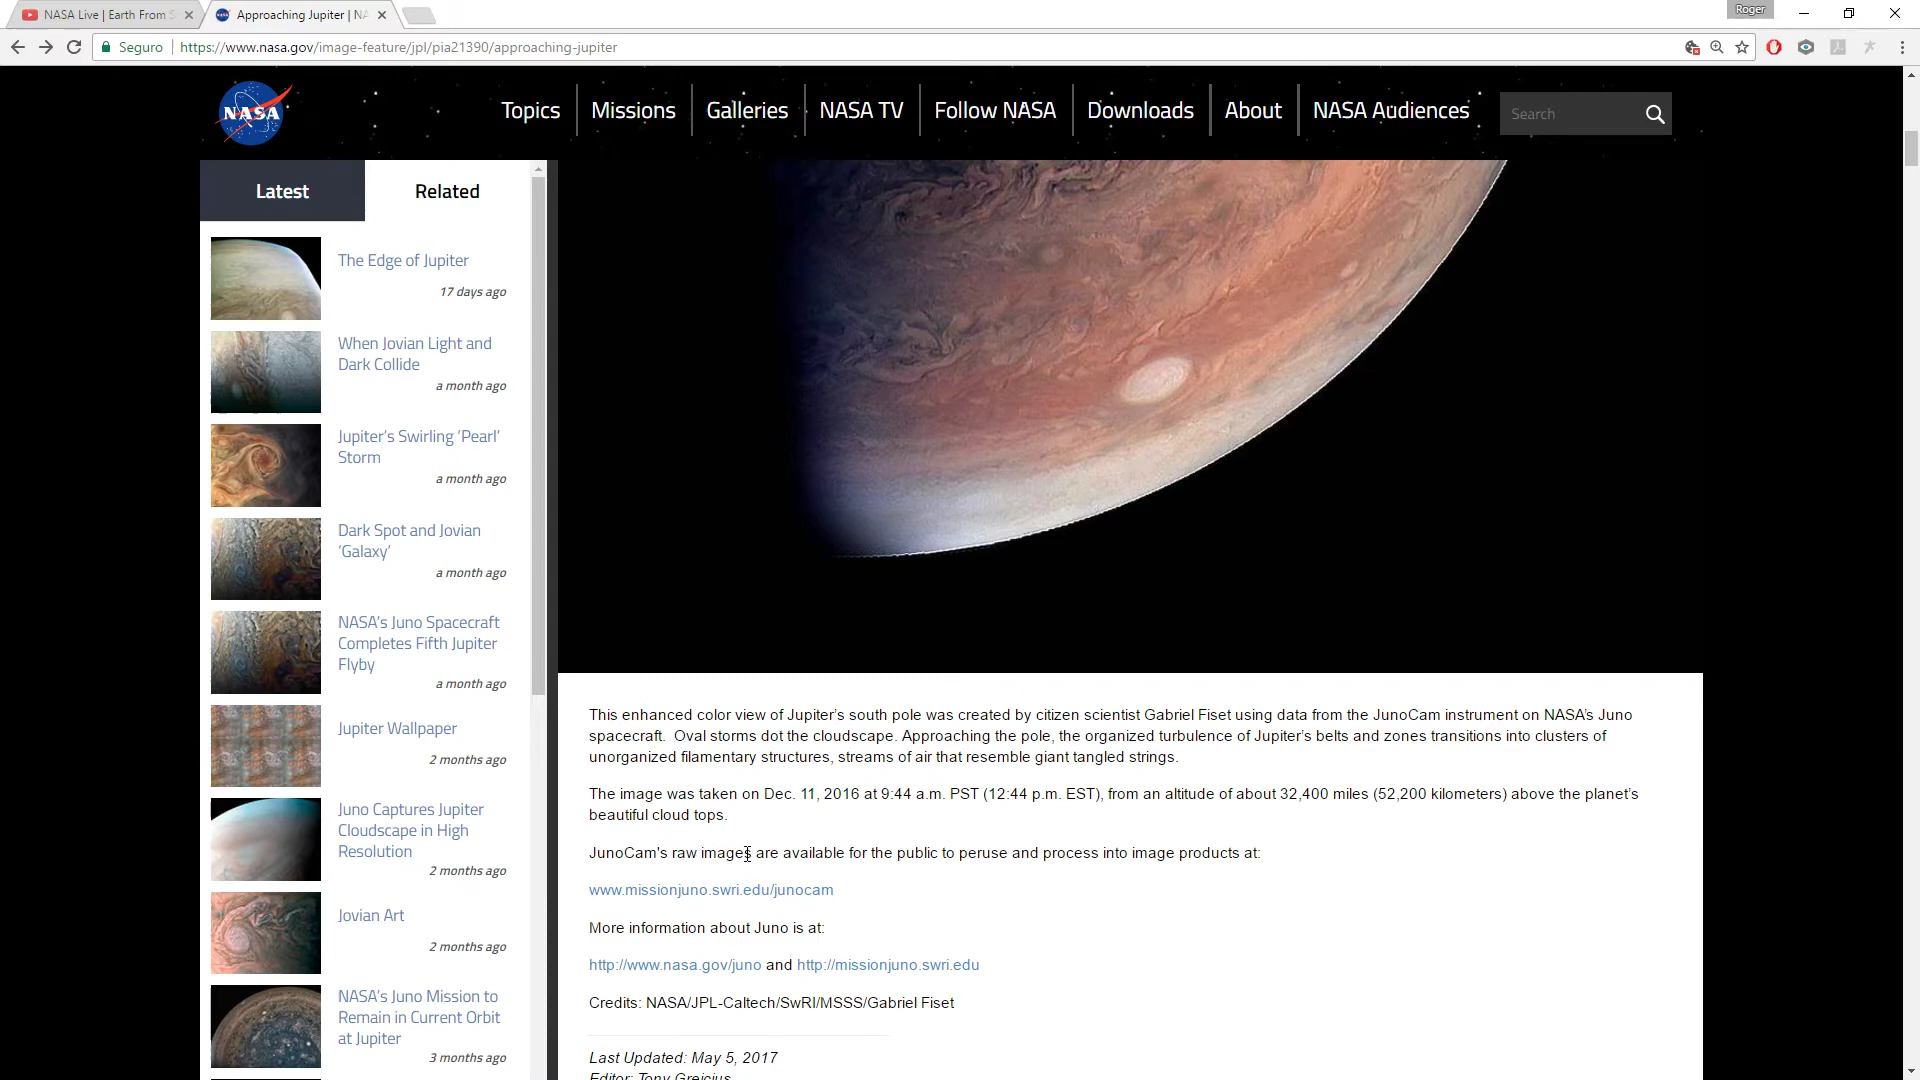 NASA Live | Earth From
Approaching Jupiter | NA
Roger
Seguro
https://www.nasa.gov/image-feature/jpl/pia21390/approaching-jupiter
NASA
Topics
Missions
Galleries
NASA TV
Follow NASA
Downloads
About
NASA Audiences
Search
Latest
Related
The Edge of Jupiter
17 days ago
When Jovian Light and
Dark Collide
a month ago
Jupiter’s Swirling ‘Pearl’
Storm
a month ago
Dark Spot and Jovian
‘Galaxy’
a month ago
NASA’s Juno Spacecraft
Completes Fifth Jupiter
Flyby
a month ago
Jupiter Wallpaper
2 months ago
Juno Captures Jupiter
Cloudscape in High
Resolution
2 months ago
Jovian Art
2 months ago
NASA’s Juno Mission to
Remain in Current Orbit
at Jupiter
3 months ago
This enhanced color view of Jupiter’s south pole was created by citizen scientist Gabriel Fiset using data from the JunoCam instrument on NASA’s Juno
spacecraft.  Oval storms dot the cloudscape. Approaching the pole, the organized turbulence of Jupiter’s belts and zones transitions into clusters of
unorganized filamentary structures, streams of air that resemble giant tangled strings.
The image was taken on Dec. 11, 2016 at 9:44 a.m. PST (12:44 p.m. EST), from an altitude of about 32,400 miles (52,200 kilometers) above the planet’s
beautiful cloud tops.
JunoCam's raw images are available for the public to peruse and process into image products at:
www.missionjuno.swri.edu/junocam
More information about Juno is at:
http://www.nasa.gov/juno and http://missionjuno.swri.edu
Credits: NASA/JPL-Caltech/SwRI/MSSS/Gabriel Fiset
Last Updated: May 5, 2017
Editor: Tony Greicius